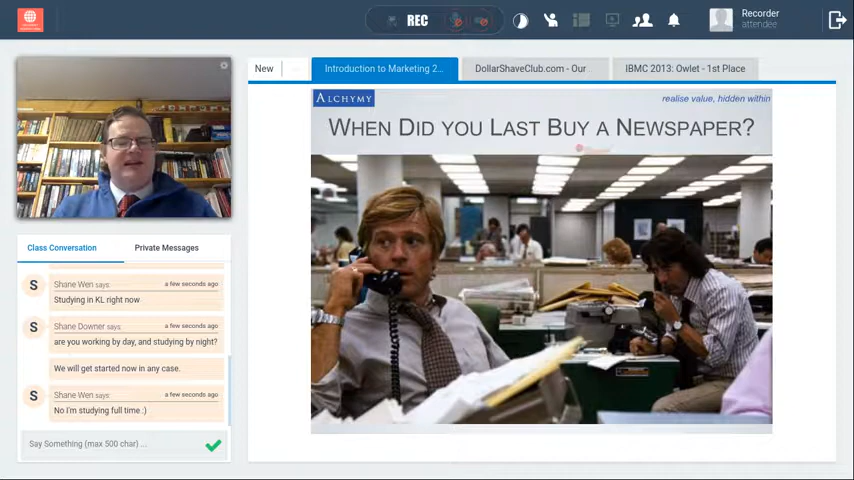 REC
Recorder
attendee
New
Introduction to Marketing 2...
DollarShaveClub.com - Our
IBMC 2013: Owlet - 1st Place
ALCHYMY
realise value, hidden within
WHEN DID YOU LAST BUY A NEWSPAPER?
Class Conversation
Private Messages
S
Shane Wen says:
a few seconds ago
Studying in KL right now
S
Shane Downer says:
a few seconds ago
are you working by day, and studying by night?
We will get started now in any case.
S
Shane Wen says:
a few seconds ago
No I'm studying full time :)
Say Something (max 500 char) ...